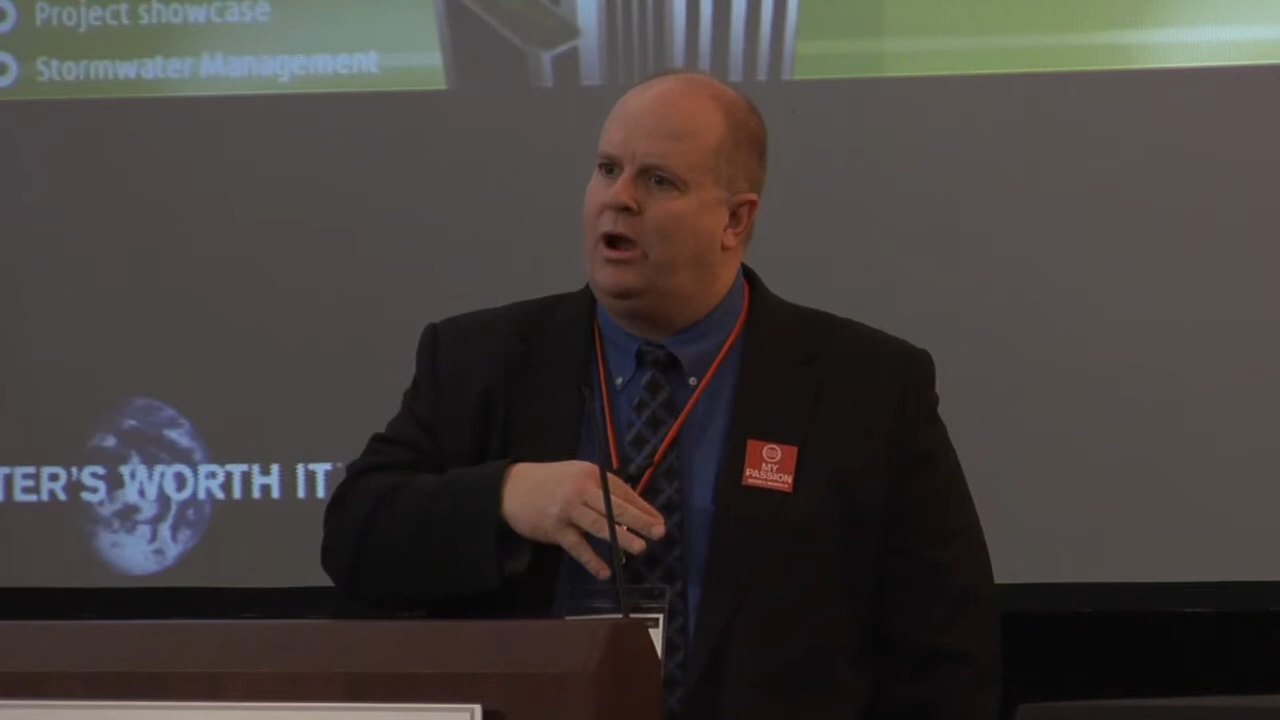 Project showcase
Stormwater Management
TER'S WORTH IT
MY
PASSION